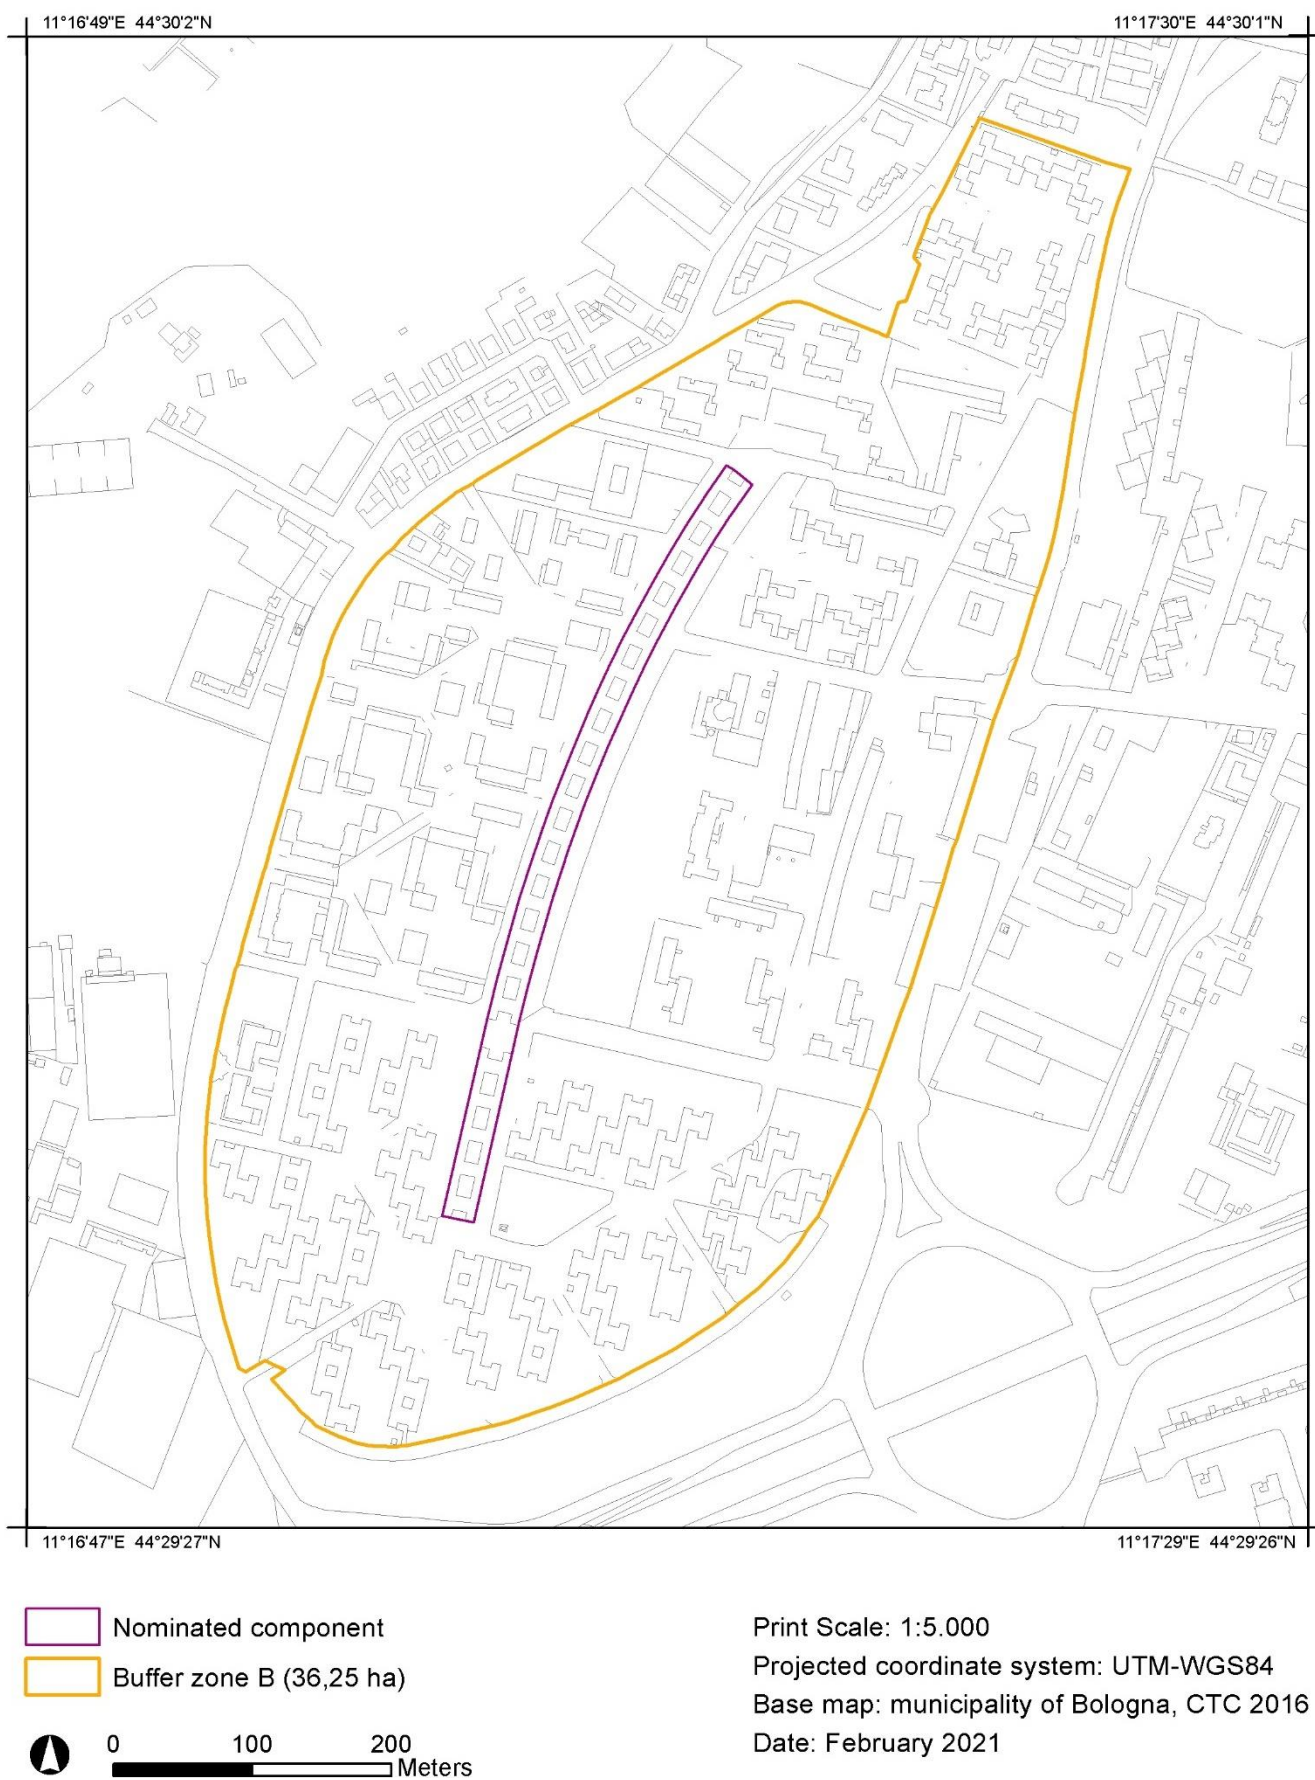 11°16'49"E 44°30'2"N
11°17'30"E 44°30'1"N
11°16'47"E 44°29'27"N
11°17'29"E 44°29'26"N
Nominated component
Buffer zone B (36,25 ha)
0 100 200
Meters
Print Scale: 1:5.000
Projected coordinate system: UTM-WGS84
Base map: municipality of Bologna, CTC 2016
Date: February 2021